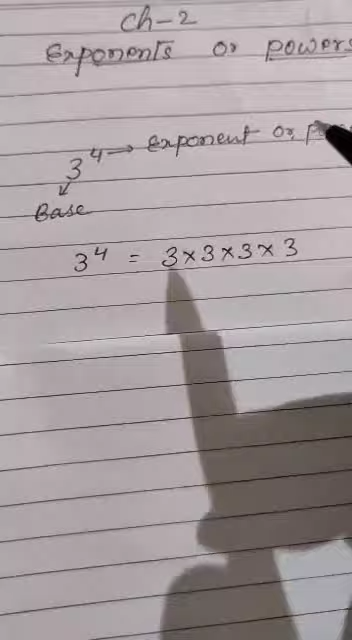 Ch-2
Exponents or powers
3⁴ → Exponent or
Base
3⁴ = 3×3×3×3